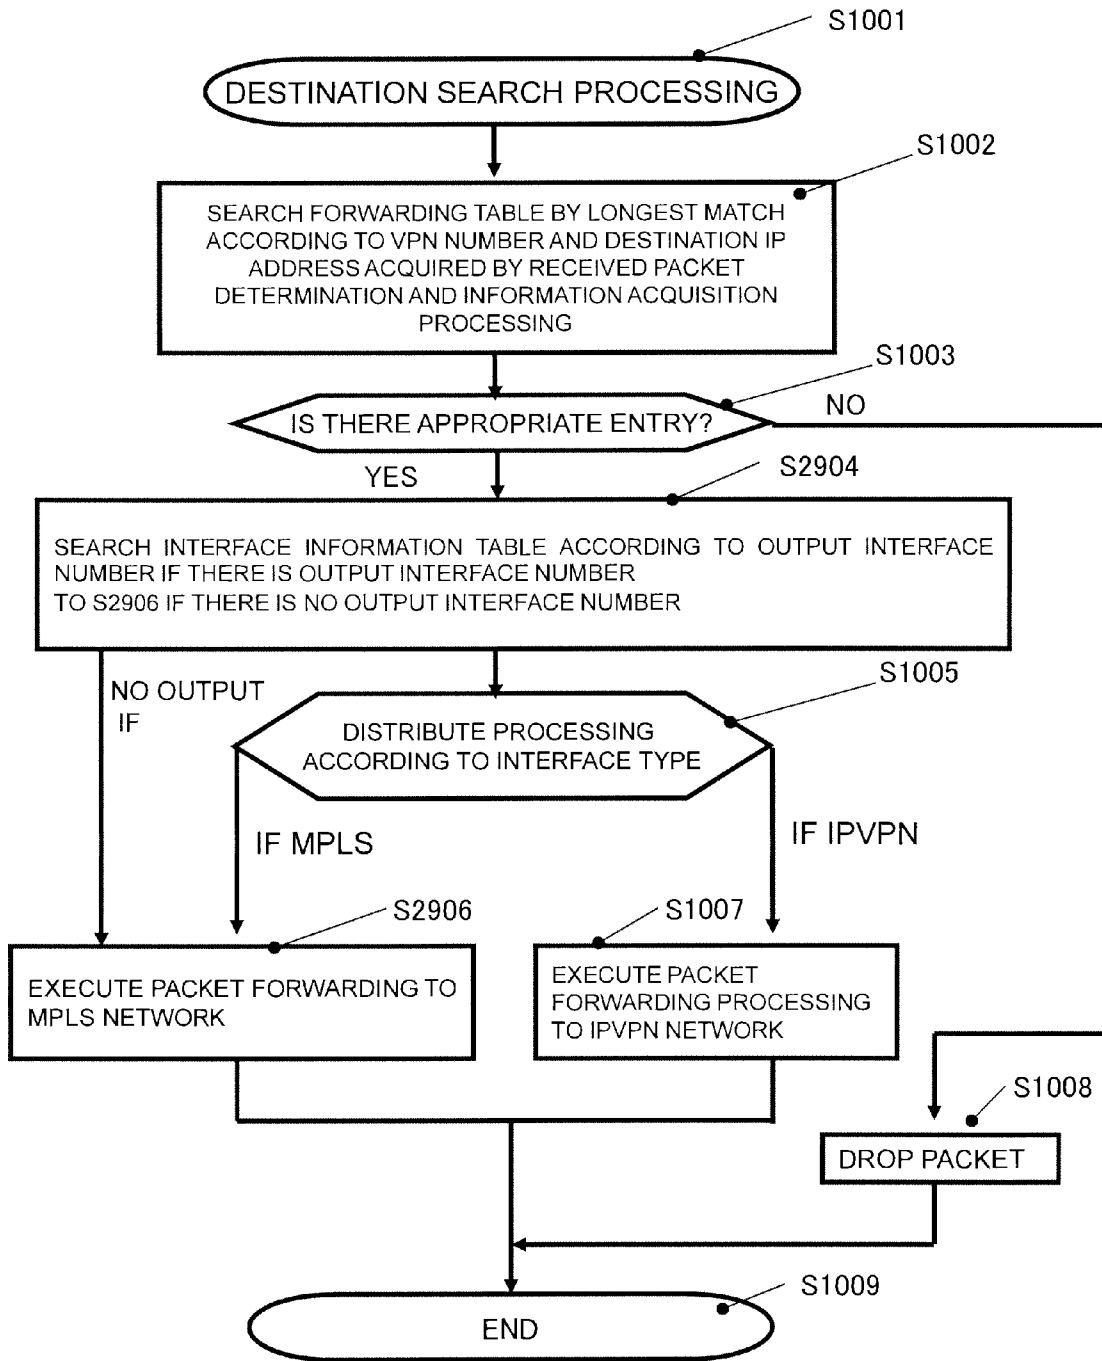 S1001
DESTINATION SEARCH PROCESSING
S1002
SEARCH FORWARDING TABLE BY LONGEST MATCH
ACCORDING TO VPN NUMBER AND DESTINATION IP
ADDRESS ACQUIRED BY RECEIVED PACKET
DETERMINATION AND INFORMATION ACQUISITION
PROCESSING
S1003
IS THERE APPROPRIATE ENTRY?
NO
YES
S2904
SEARCH INTERFACE INFORMATION TABLE ACCORDING TO OUTPUT INTERFACE
NUMBER IF THERE IS OUTPUT INTERFACE NUMBER
TO S2906 IF THERE IS NO OUTPUT INTERFACE NUMBER
S1005
NO OUTPUT
IF
DISTRIBUTE PROCESSING
ACCORDING TO INTERFACE TYPE
IF MPLS
IF IPVPN
S2906
S1007
EXECUTE PACKET FORWARDING TO
MPLS NETWORK
EXECUTE PACKET
FORWARDING PROCESSING
TO IPVPN NETWORK
S1008
DROP PACKET
S1009
END